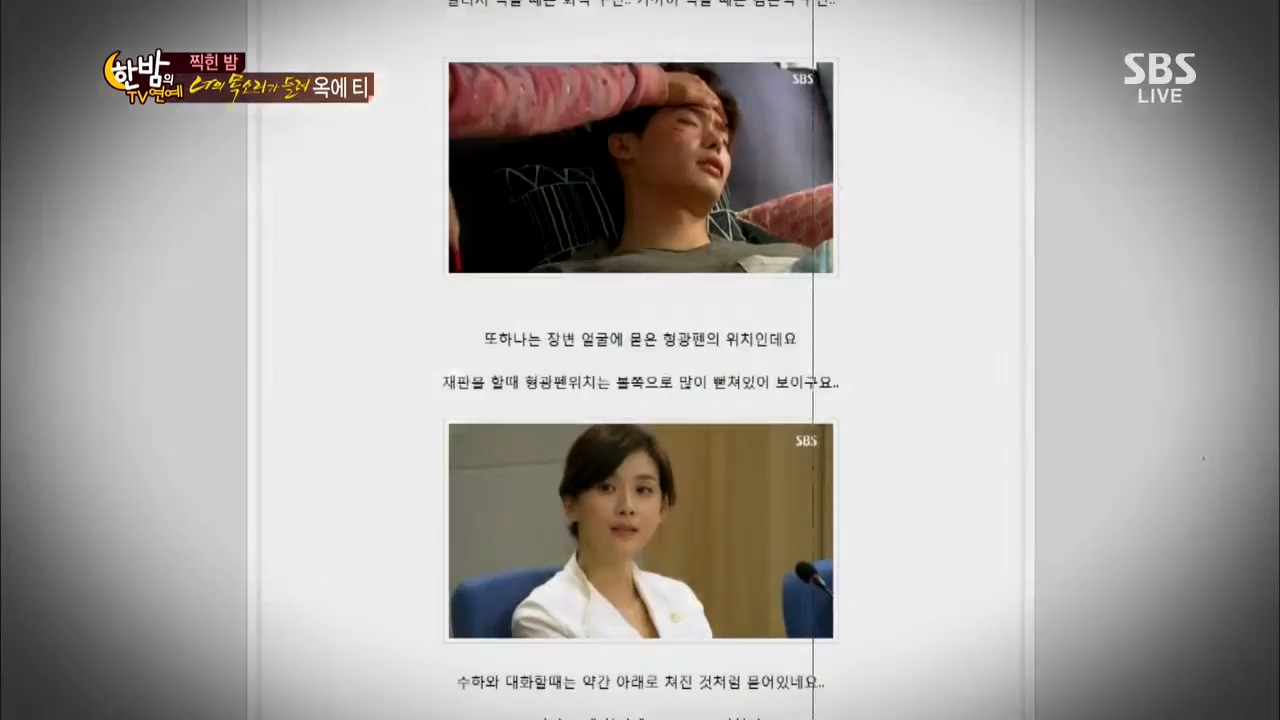 한밤의
TV연예
찍힌 밤
너의 목소리가 들려 옥에 티
SBS
LIVE
SBS
또하나는 장변 얼굴에 묻은 형광펜의 위치인데요
재판을 할때 형광펜위치는 볼쪽으로 많이 뻗쳐있어 보이구요..
SBS
수하와 대화할때는 약간 아래로 쳐진 것처럼 묻어있네요..